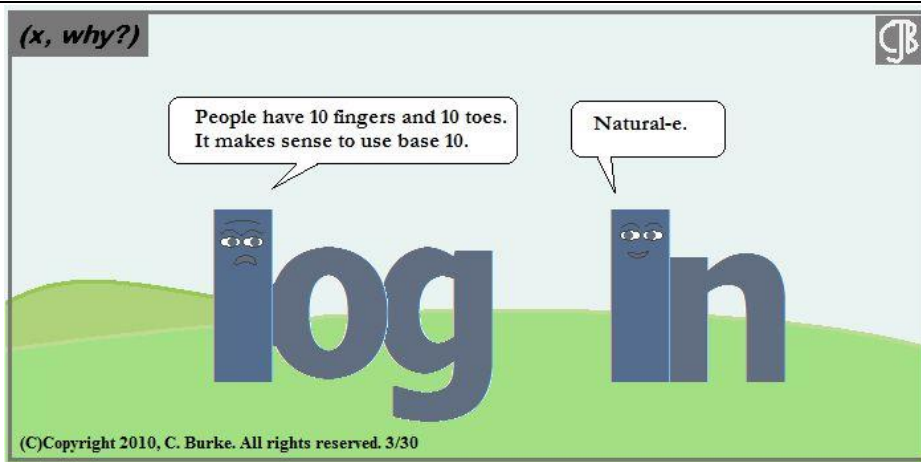 (x, why?)
CJB
People have 10 fingers and 10 toes.
It makes sense to use base 10.
Natural-e.
log ln
(C)Copyright 2010, C. Burke. All rights reserved. 3/30